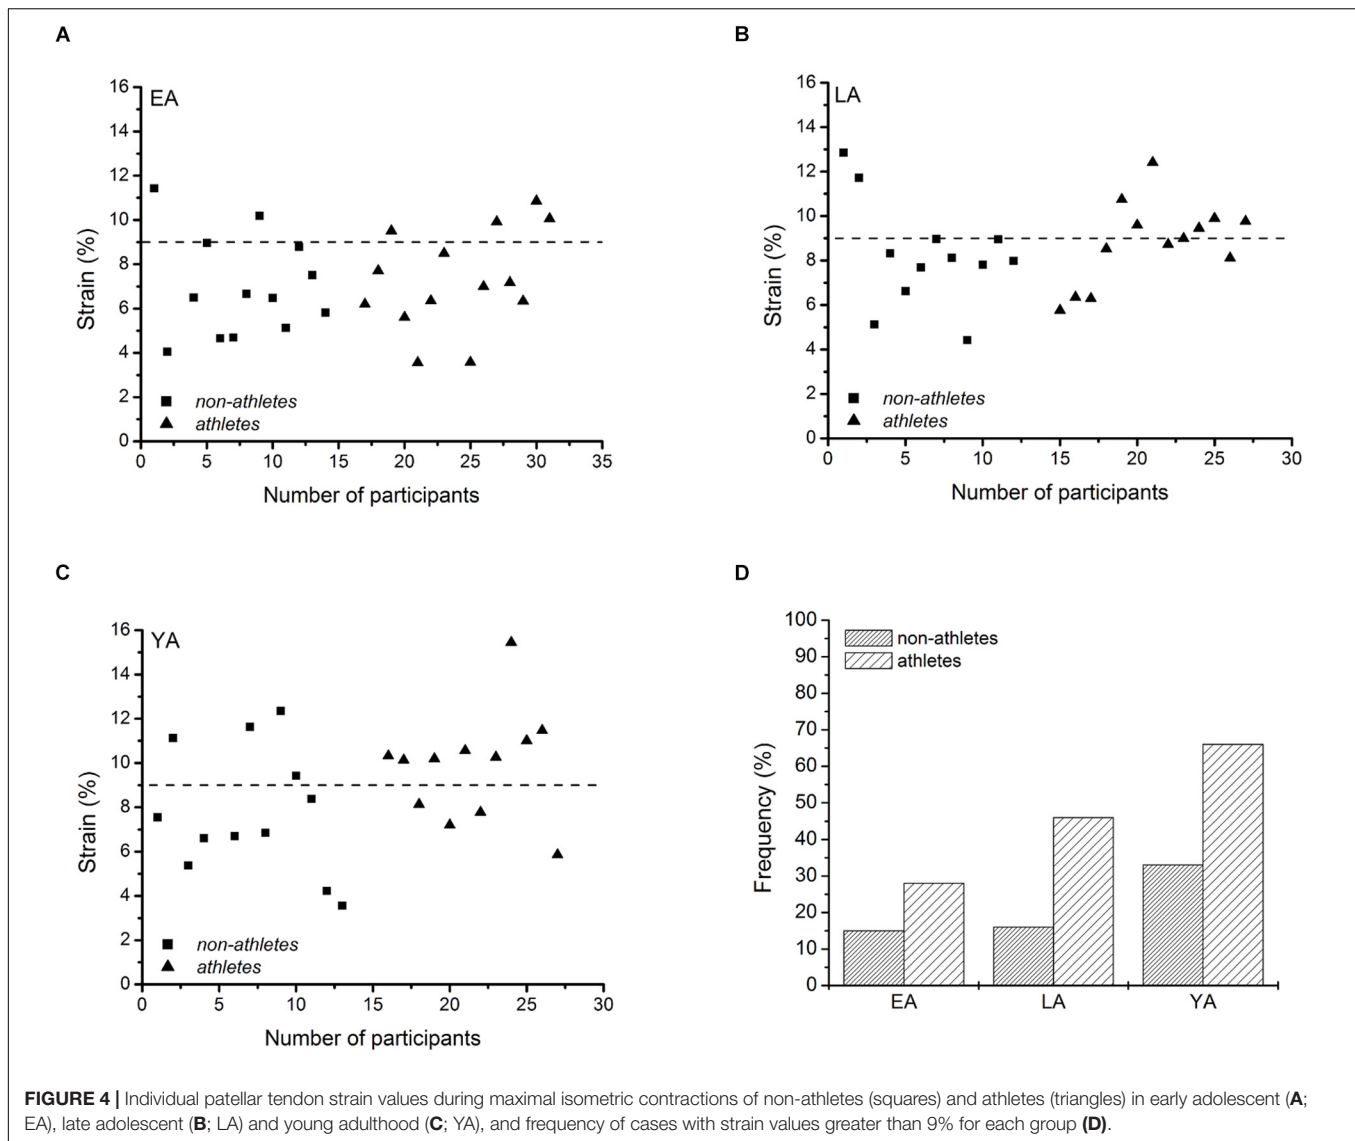 A
EA
16
14
12
10
8
6
4
2
0
Strain (%)
non-athletes
athletes
0 5 10 15 20 25 30 35
Number of participants
B
LA
16
14
12
10
8
6
4
2
0
Strain (%)
non-athletes
athletes
0 5 10 15 20 25 30
Number of participants
C
YA
16
14
12
10
8
6
4
2
0
Strain (%)
non-athletes
athletes
0 5 10 15 20 25 30
Number of participants
D
100
90
80
70
60
50
40
30
20
10
0
Frequency (%)
non-athletes
athletes
EA LA YA
FIGURE 4 | Individual patellar tendon strain values during maximal isometric contractions of non-athletes (squares) and athletes (triangles) in early adolescent (A;
EA), late adolescent (B; LA) and young adulthood (C; YA), and frequency of cases with strain values greater than 9% for each group (D).